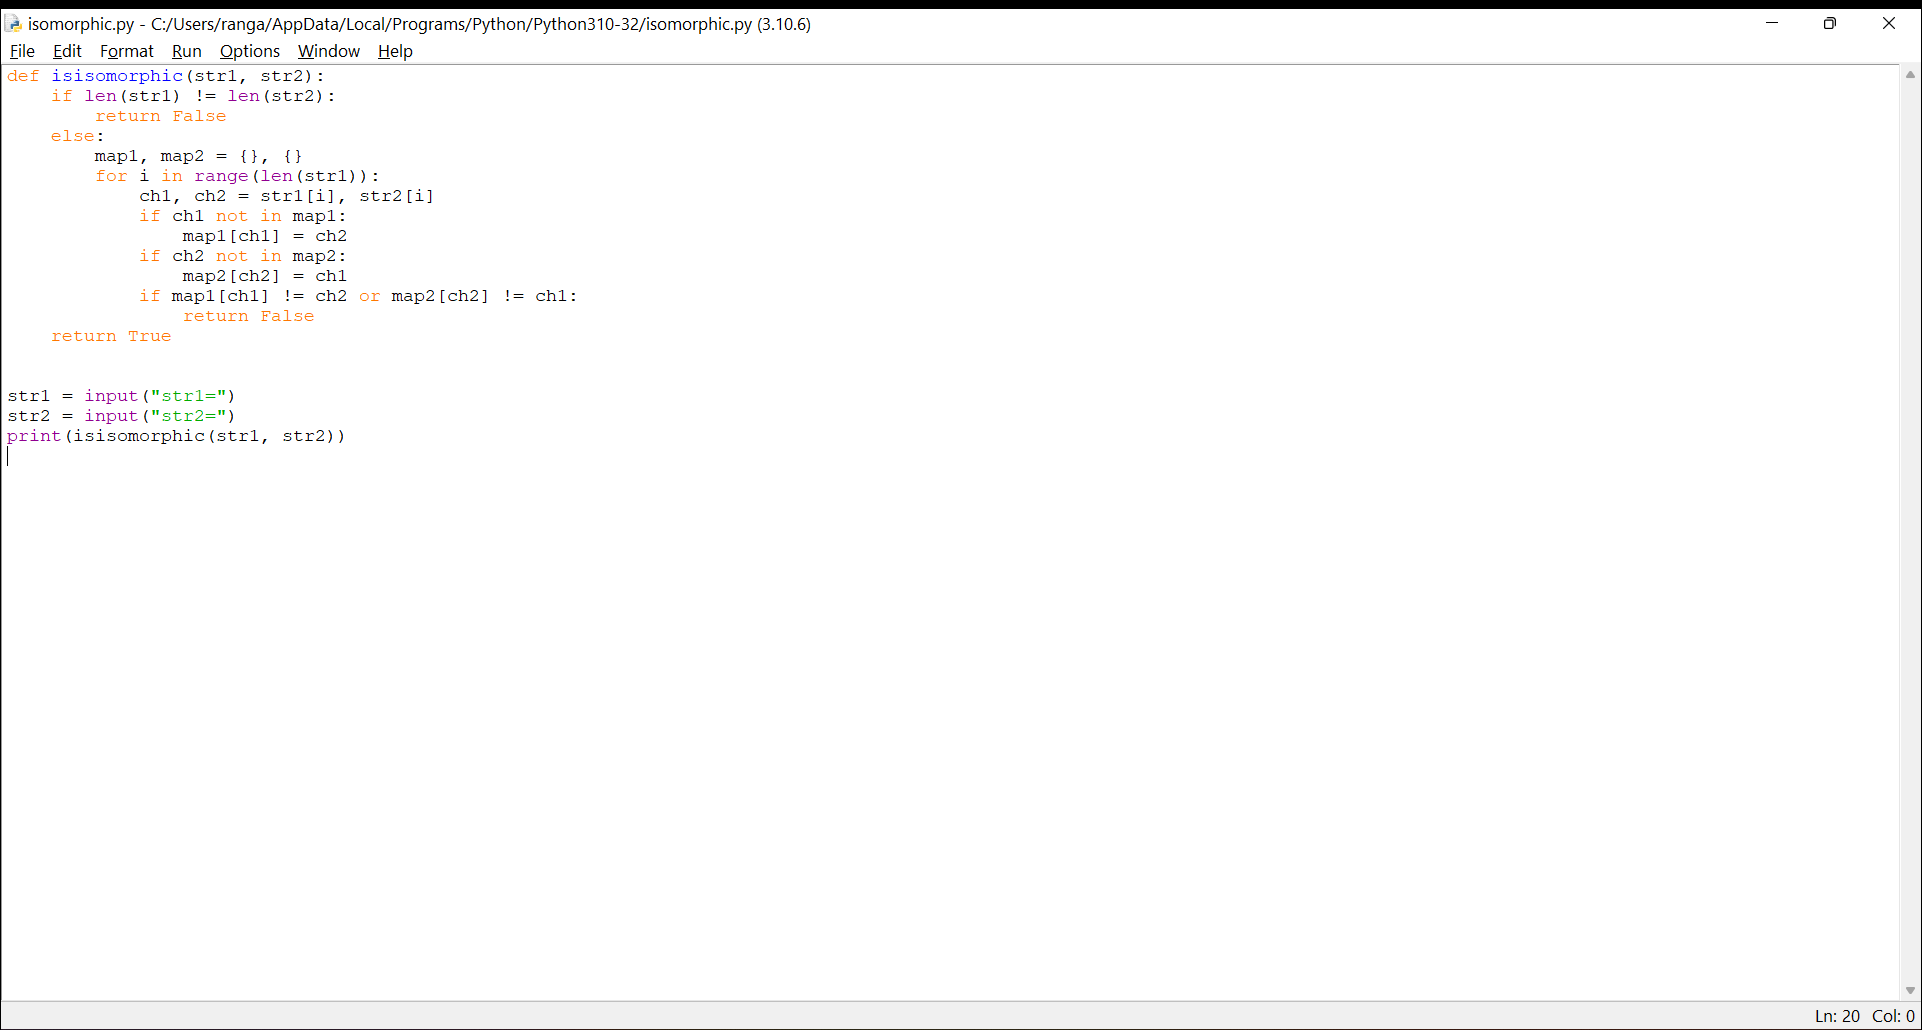 isomorphic.py - C:/Users/ranga/AppData/Local/Programs/Python/Python310-32/isomorphic.py (3.10.6)
File Edit Format Run Options Window Help
def isisomorphic(str1, str2):
    if len(str1) != len(str2):
        return False
    else:
        map1, map2 = {}, {}
        for i in range(len(str1)):
            ch1, ch2 = str1[i], str2[i]
            if ch1 not in map1:
                map1[ch1] = ch2
            if ch2 not in map2:
                map2[ch2] = ch1
            if map1[ch1] != ch2 or map2[ch2] != ch1:
                return False
    return True
str1 = input("str1=")
str2 = input("str2=")
print(isisomorphic(str1, str2))
Ln: 20 Col: 0